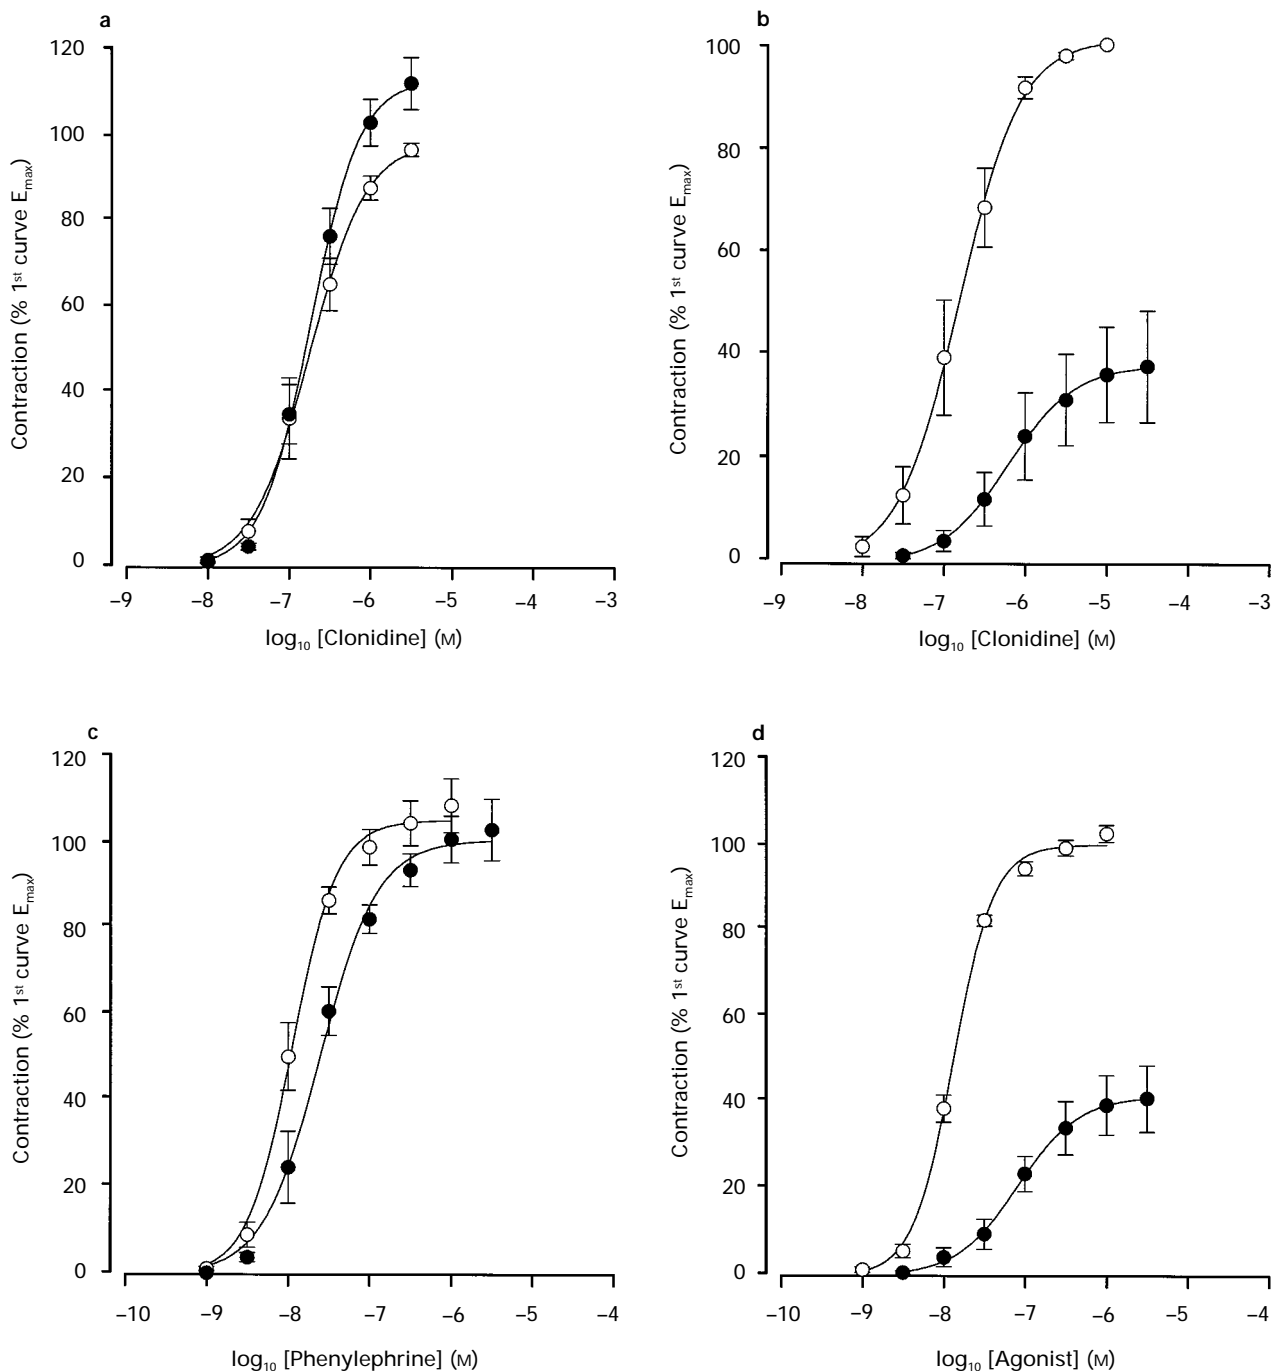 a
120
100
80
60
40
20
0
Contraction (% 1st curve Emax)
–9 –8 –7 –6 –5 –4 –3
log10 [Clonidine] (M)
b
100
80
60
40
20
0
Contraction (% 1st curve Emax)
–9 –8 –7 –6 –5 –4 –3
log10 [Clonidine] (M)
c
120
100
80
60
40
20
0
Contraction (% 1st curve Emax)
–10 –9 –8 –7 –6 –5 –4
log10 [Phenylephrine] (M)
d
120
100
80
60
40
20
0
Contraction (% 1st curve Emax)
–10 –9 –8 –7 –6 –5 –4
log10 [Agonist] (M)